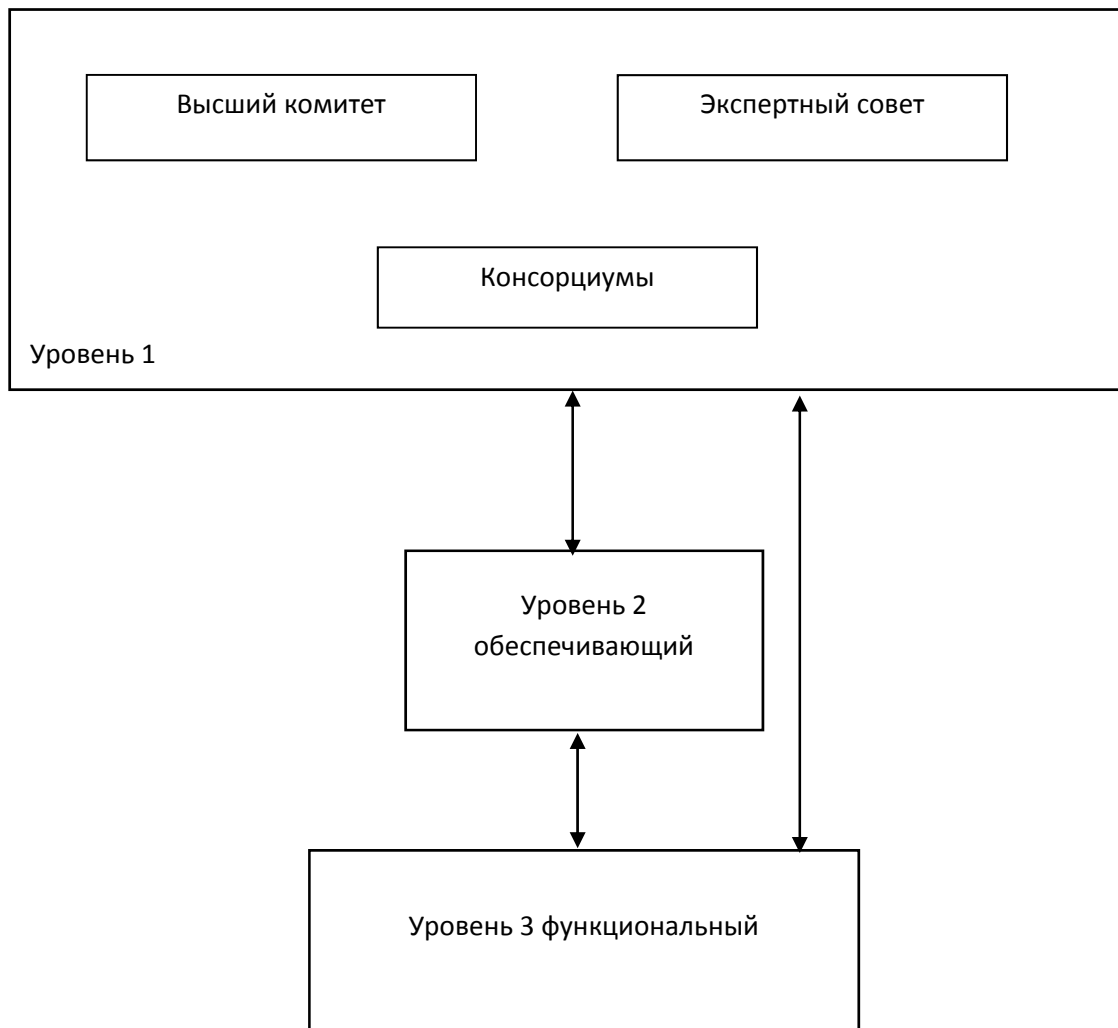 Высший комитет
Экспертный совет
Консорциумы
Уровень 1
Уровень 2
обеспечивающий
Уровень 3 функциональный